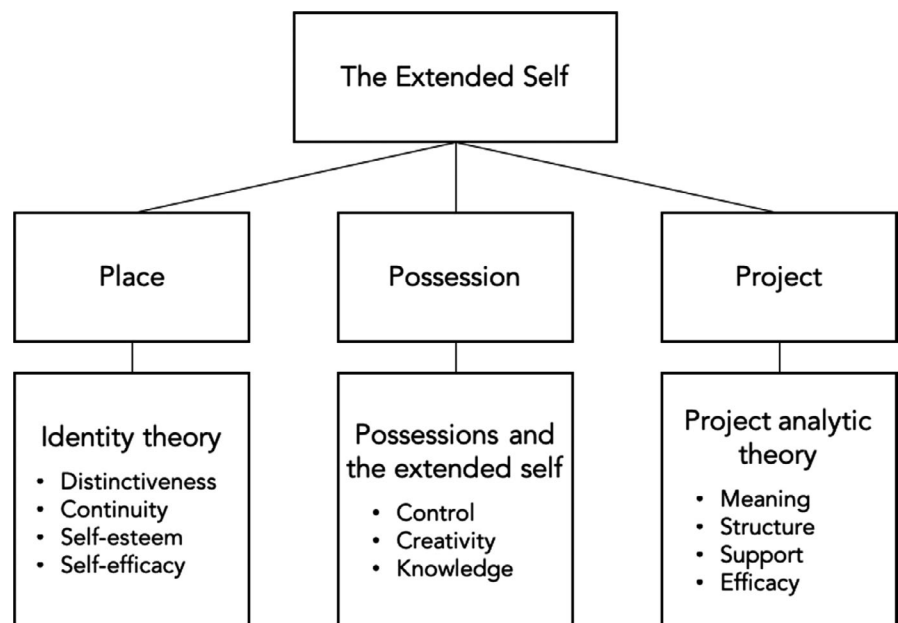 The Extended Self
Place
Possession
Project
Identity theory
• Distinctiveness
• Continuity
• Self-esteem
• Self-efficacy
Possessions and
the extended self
• Control
• Creativity
• Knowledge
Project analytic
theory
• Meaning
• Structure
• Support
• Efficacy